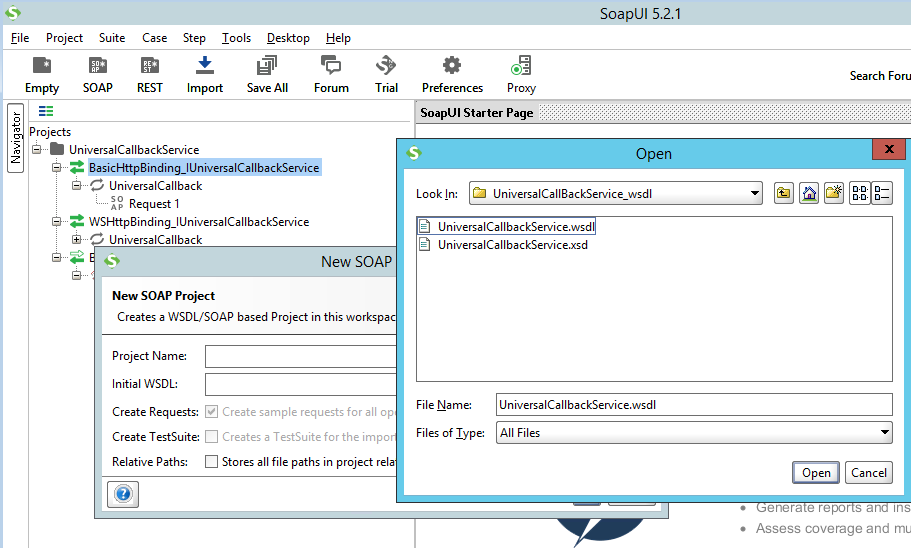 SoapUI 5.2.1
File Project Suite Case Step Tools Desktop Help
Empty SOAP REST Import Save All Forum Trial Preferences Proxy
Search Foru
Navigator
Projects
UniversalCallbackService
BasicHttpBinding_IUniversalCallbackService
UniversalCallback
Request 1
WSHttpBinding_IUniversalCallbackService
UniversalCallback
SoapUI Starter Page
New SOAP
New SOAP Project
Creates a WSDL/SOAP based Project in this workspac
Project Name:
Initial WSDL:
Create Requests: Create sample requests for all ope
Create TestSuite: Creates a TestSuite for the import
Relative Paths: Stores all file paths in project relat
Open
Look In: UniversalCallBackService_wsdl
UniversalCallbackService.wsdl
UniversalCallbackService.xsd
File Name: UniversalCallbackService.wsdl
Files of Type: All Files
Open Cancel
Generate reports and ins
Assess coverage and mu